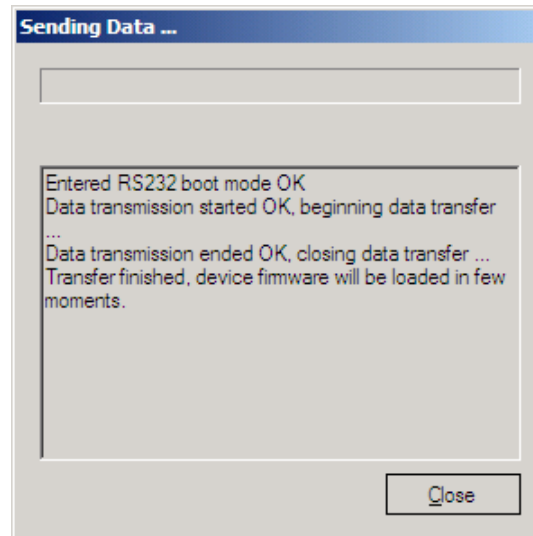 Sending Data ...
Entered RS232 boot mode OK
Data transmission started OK, beginning data transfer
...
Data transmission ended OK, closing data transfer ...
Transfer finished, device firmware will be loaded in few
moments.
Close